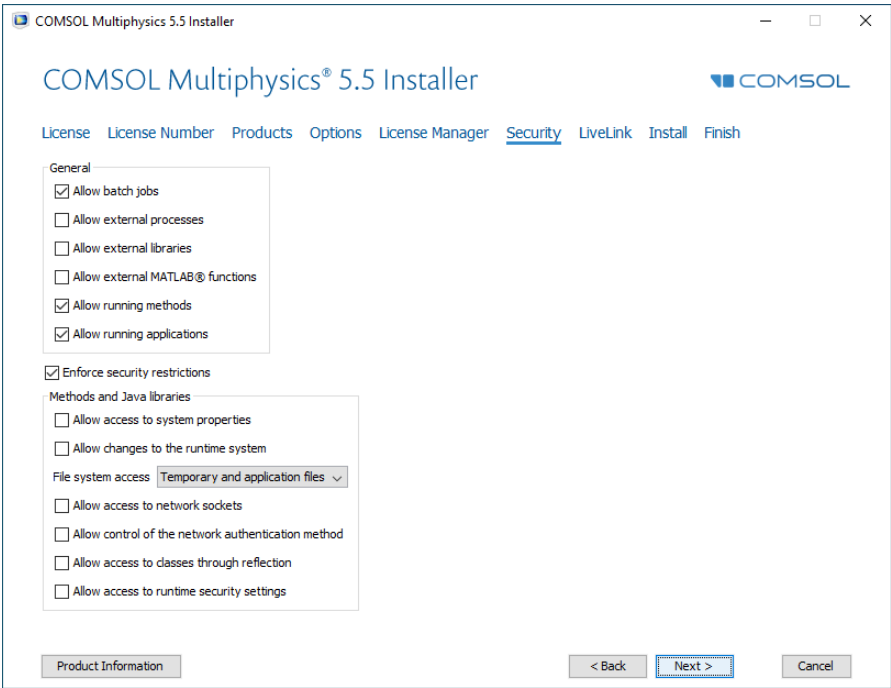 COMSOL Multiphysics 5.5 Installer
COMSOL Multiphysics® 5.5 Installer
COMSOL
License License Number Products Options License Manager Security LiveLink Install Finish
General
Allow batch jobs
Allow external processes
Allow external libraries
Allow external MATLAB® functions
Allow running methods
Allow running applications
Enforce security restrictions
Methods and Java libraries
Allow access to system properties
Allow changes to the runtime system
File system access Temporary and application files
Allow access to network sockets
Allow control of the network authentication method
Allow access to classes through reflection
Allow access to runtime security settings
Product Information < Back Next > Cancel